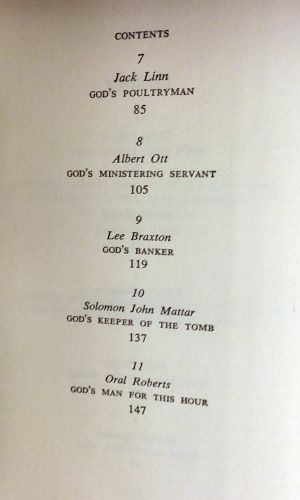 CONTENTS
7
Jack Linn
GOD'S POULTRYMAN
85
8
Albert Ott
GOD'S MINISTERING SERVANT
105
9
Lee Braxton
GOD'S BANKER
119
10
Solomon John Mattar
GOD'S KEEPER OF THE TOMB
137
11
Oral Roberts
GOD'S MAN FOR THIS HOUR
147